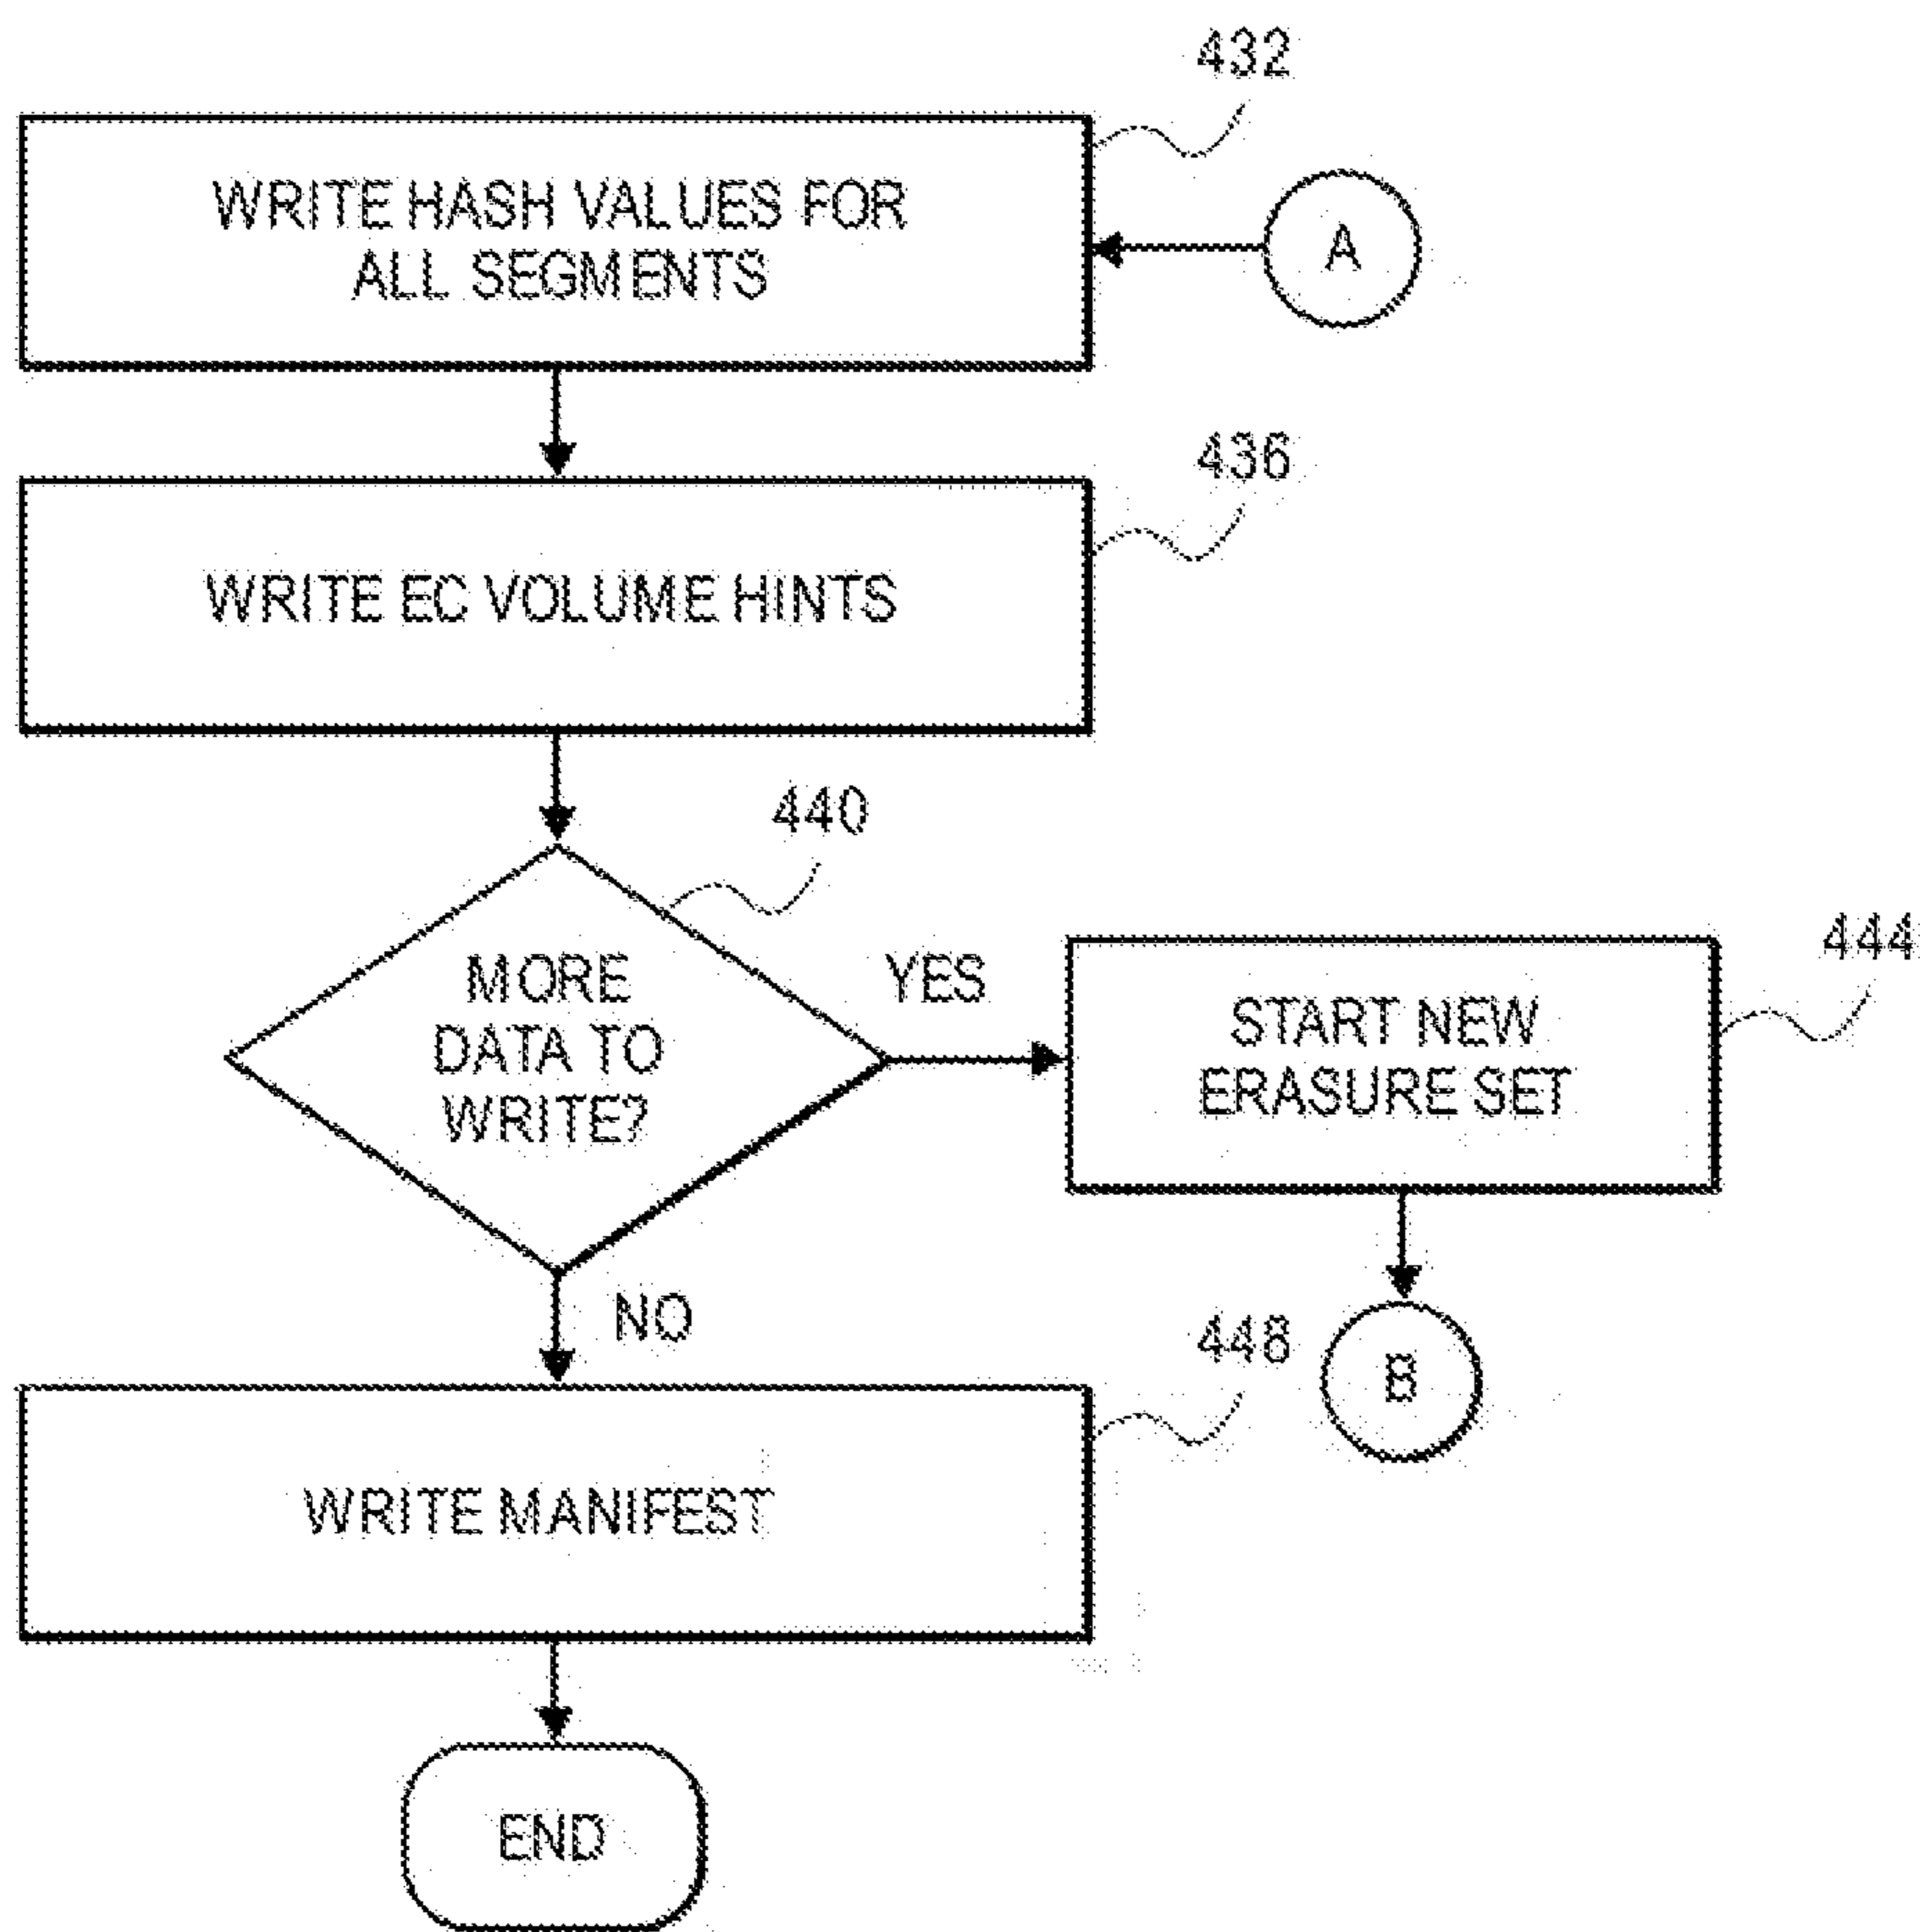 432
WRITE HASH VALUES FOR
ALL SEGMENTS
A
436
WRITE EC VOLUME HINTS
440
MORE
DATA TO
WRITE?
YES
444
START NEW
ERASURE SET
NO
448
B
WRITE MANIFEST
END